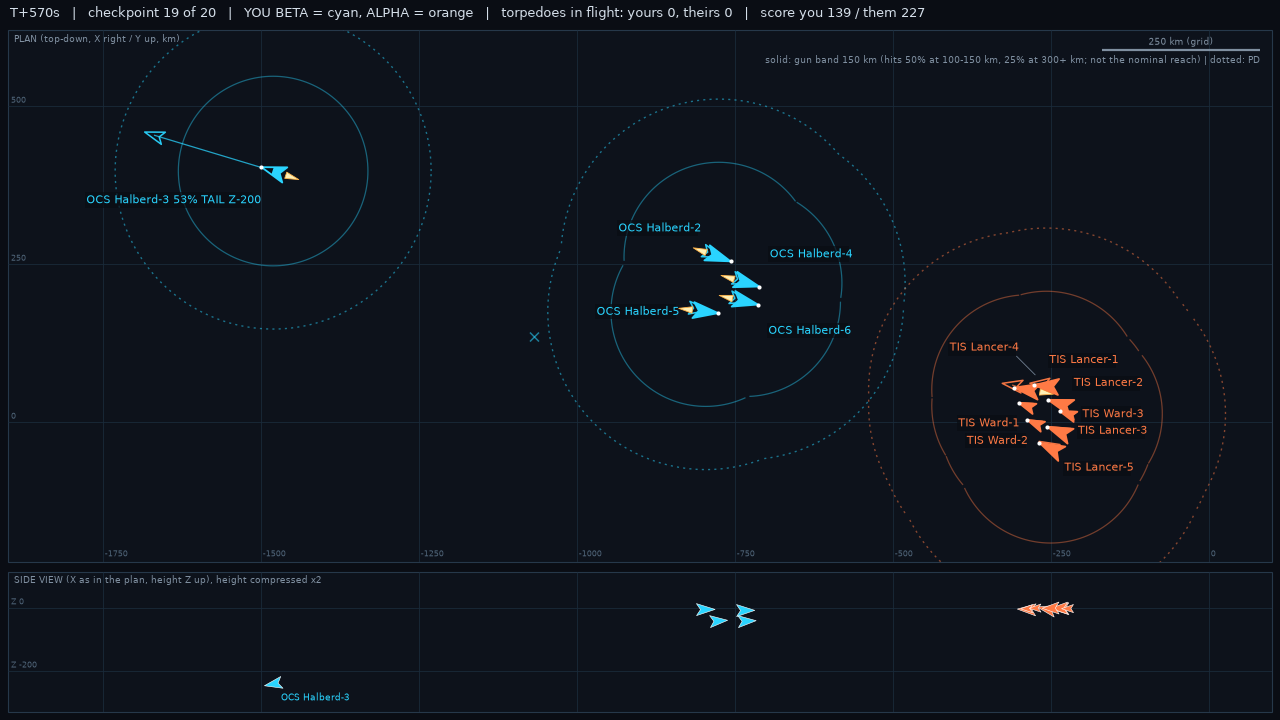 T+570s | checkpoint 19 of 20 | YOU BETA = cyan, ALPHA = orange | torpedoes in flight: yours 0, theirs 0 | score you 139 / them 227
PLAN (top-down, X right / Y up, km)
250 km (grid)
solid: gun band 150 km (hits 50% at 100-150 km, 25% at 300+ km; not the nominal reach) | dotted: PD
500
OCS Halberd-3 53% TAIL Z-200
OCS Halberd-2
OCS Halberd-4
250
OCS Halberd-5
OCS Halberd-6
TIS Lancer-4
TIS Lancer-1
TIS Lancer-2
TIS Ward-3
0
TIS Ward-1
TIS Lancer-3
TIS Ward-2
TIS Lancer-5
-1750
-1500
-1250
-1000
-750
-500
-250
0
SIDE VIEW (X as in the plan, height Z up), height compressed x2
Z 0
Z -200
OCS Halberd-3